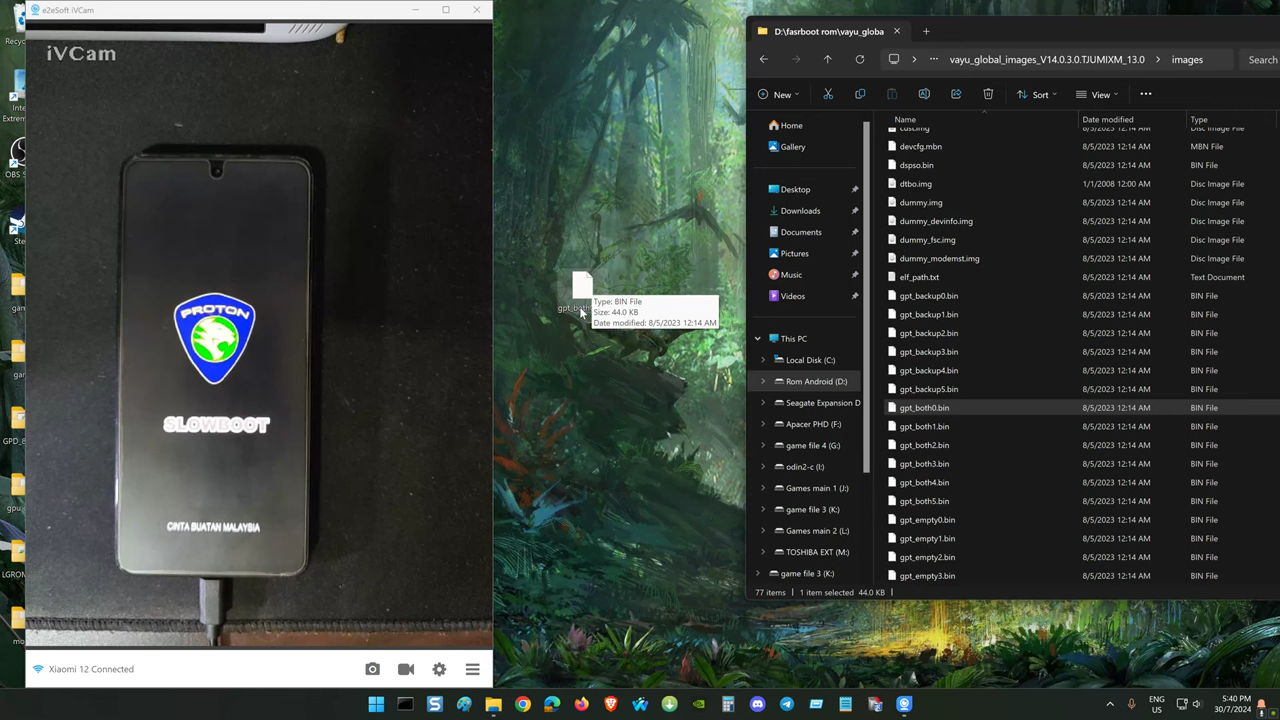 e2eSoft iVCam
iVCam
PROTON
SLOWBOOT
CINTA BUATAN MALAYSIA
Xiaomi 12 Connected
Type: BIN File
Size: 44.0 KB
Date modified: 8/5/2023 12:14 AM
D:\fasrboot rom\vayu_globa
vayu_global_images_V14.0.3.0.TJUMIXM_13.0
images
Search
New
Sort
View
Home
Gallery
Desktop
Downloads
Documents
Pictures
Music
Videos
This PC
Local Disk (C:)
Rom Android (D:)
Seagate Expansion D
Apacer PHD (F:)
game file 4 (G:)
odin2-c (I:)
Games main 1 (J:)
game file 3 (K:)
Games main 2 (L:)
TOSHIBA EXT (M:)
game file 3 (K:)
Name Date modified Type
cust.img 8/5/2023 12:14 AM Disc Image File
devcfg.mbn 8/5/2023 12:14 AM MBN File
dspso.bin 8/5/2023 12:14 AM BIN File
dtbo.img 1/1/2008 12:00 AM Disc Image File
dummy.img 8/5/2023 12:14 AM Disc Image File
dummy_devinfo.img 8/5/2023 12:14 AM Disc Image File
dummy_fsc.img 8/5/2023 12:14 AM Disc Image File
dummy_modemst.img 8/5/2023 12:14 AM Disc Image File
elf_path.txt 8/5/2023 12:14 AM Text Document
gpt_backup0.bin 8/5/2023 12:14 AM BIN File
gpt_backup1.bin 8/5/2023 12:14 AM BIN File
gpt_backup2.bin 8/5/2023 12:14 AM BIN File
gpt_backup3.bin 8/5/2023 12:14 AM BIN File
gpt_backup4.bin 8/5/2023 12:14 AM BIN File
gpt_backup5.bin 8/5/2023 12:14 AM BIN File
gpt_both0.bin 8/5/2023 12:14 AM BIN File
gpt_both1.bin 8/5/2023 12:14 AM BIN File
gpt_both2.bin 8/5/2023 12:14 AM BIN File
gpt_both3.bin 8/5/2023 12:14 AM BIN File
gpt_both4.bin 8/5/2023 12:14 AM BIN File
gpt_both5.bin 8/5/2023 12:14 AM BIN File
gpt_empty0.bin 8/5/2023 12:14 AM BIN File
gpt_empty1.bin 8/5/2023 12:14 AM BIN File
gpt_empty2.bin 8/5/2023 12:14 AM BIN File
gpt_empty3.bin 8/5/2023 12:14 AM BIN File
77 items 1 item selected 44.0 KB
ENG
US
5:40 PM
30/7/2024